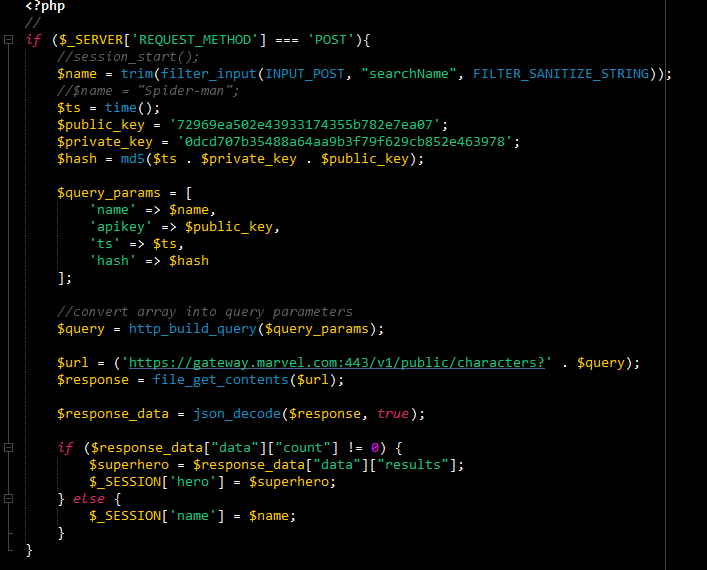 <?php
//
if ($_SERVER['REQUEST_METHOD'] === 'POST'){
//session_start();
$name = trim(filter_input(INPUT_POST, "searchName", FILTER_SANITIZE_STRING));
//$name = "Spider-man";
$ts = time();
$public_key = '72969ea502e43933174355b782e7ea07';
$private_key = '0dcd707b35488a64aa9b3f79f629cb852e463978';
$hash = md5($ts . $private_key . $public_key);
$query_params = [
'name' => $name,
'apikey' => $public_key,
'ts' => $ts,
'hash' => $hash
];
//convert array into query parameters
$query = http_build_query($query_params);
$url = ('https://gateway.marvel.com:443/v1/public/characters?' . $query);
$response = file_get_contents($url);
$response_data = json_decode($response, true);
if ($response_data["data"]["count"] != 0) {
$superhero = $response_data["data"]["results"];
$_SESSION['hero'] = $superhero;
} else {
$_SESSION['name'] = $name;
}
}